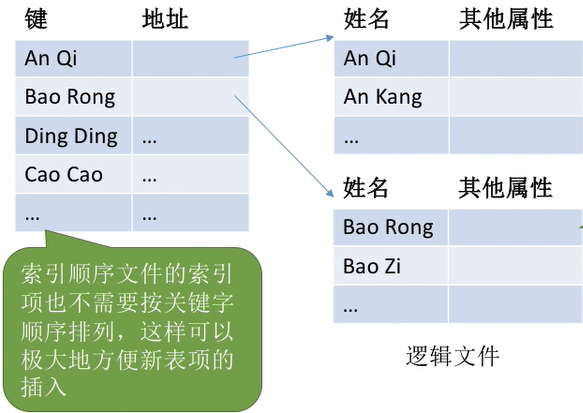 键 地址
An Qi
Bao Rong
Ding Ding …
Cao Cao …
… …
索引顺序文件的索引
项也不需要按关键字
顺序排列，这样可以
极大地方便新表项的
插入
姓名 其他属性
An Qi
An Kang
…
姓名 其他属性
Bao Rong
Bao Zi
…
逻辑文件